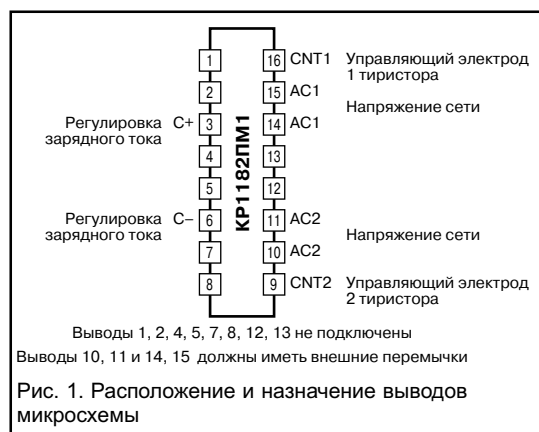 1
16 CNT1 Управляющий электрод
1 тиристора
2
15 AC1
Напряжение сети
Регулировка C+ 3
зарядного тока
14 AC1
4
13
5
12
КР1182ПМ1
Регулировка C− 6
зарядного тока
11 AC2
Напряжение сети
7
10 AC2
8
9 CNT2 Управляющий электрод
2 тиристора
Выводы 1, 2, 4, 5, 7, 8, 12, 13 не подключены
Выводы 10, 11 и 14, 15 должны иметь внешние перемычки
Рис. 1. Расположение и назначение выводов
микросхемы